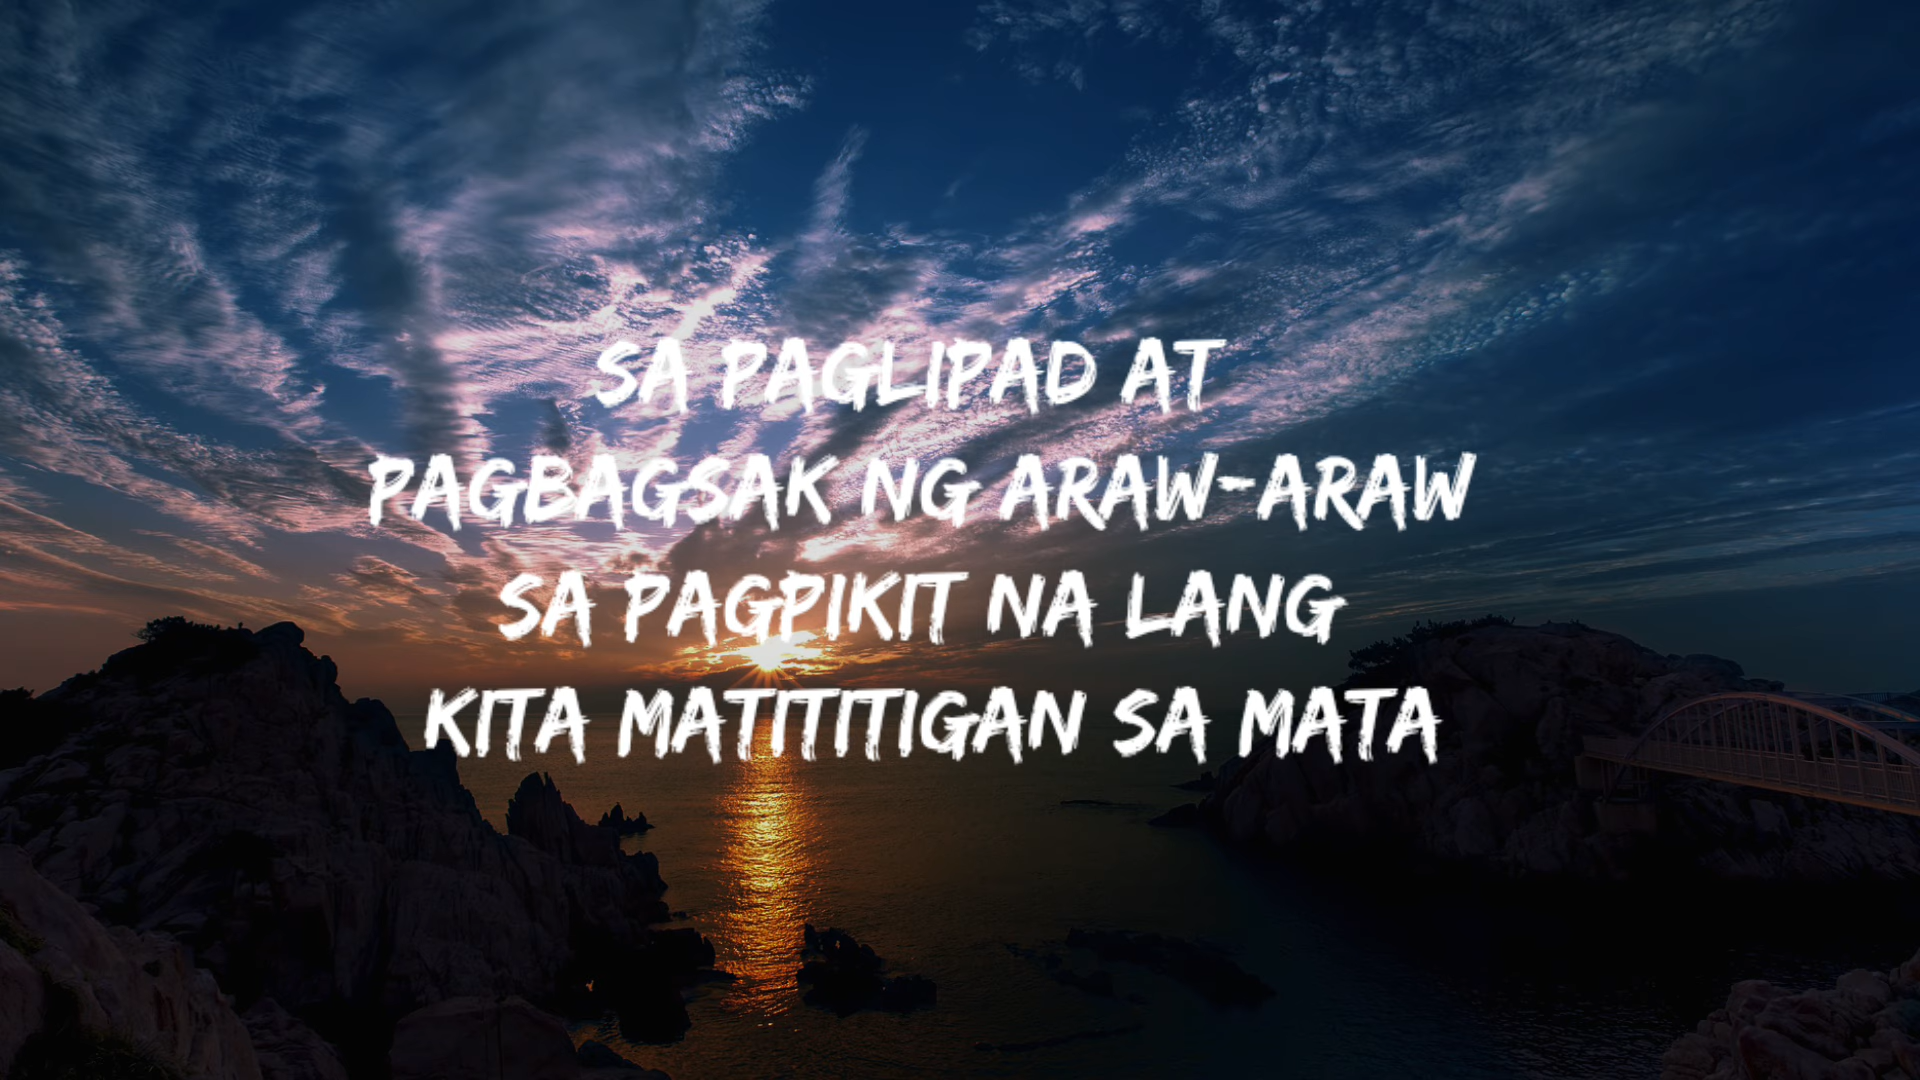 SA PAGLIPAD AT
PAGBAGSAK NG ARAW-ARAW
SA PAGPIKIT NA LANG
KITA MATITITIGAN SA MATA